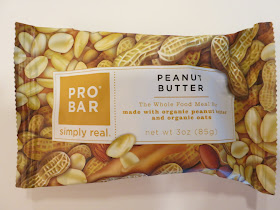 PRO®
BAR
simply real.
PEANUT
BUTTER
The Whole Food Meal
made with organic peanut butter
and organic oats
net wt 3oz (85g)